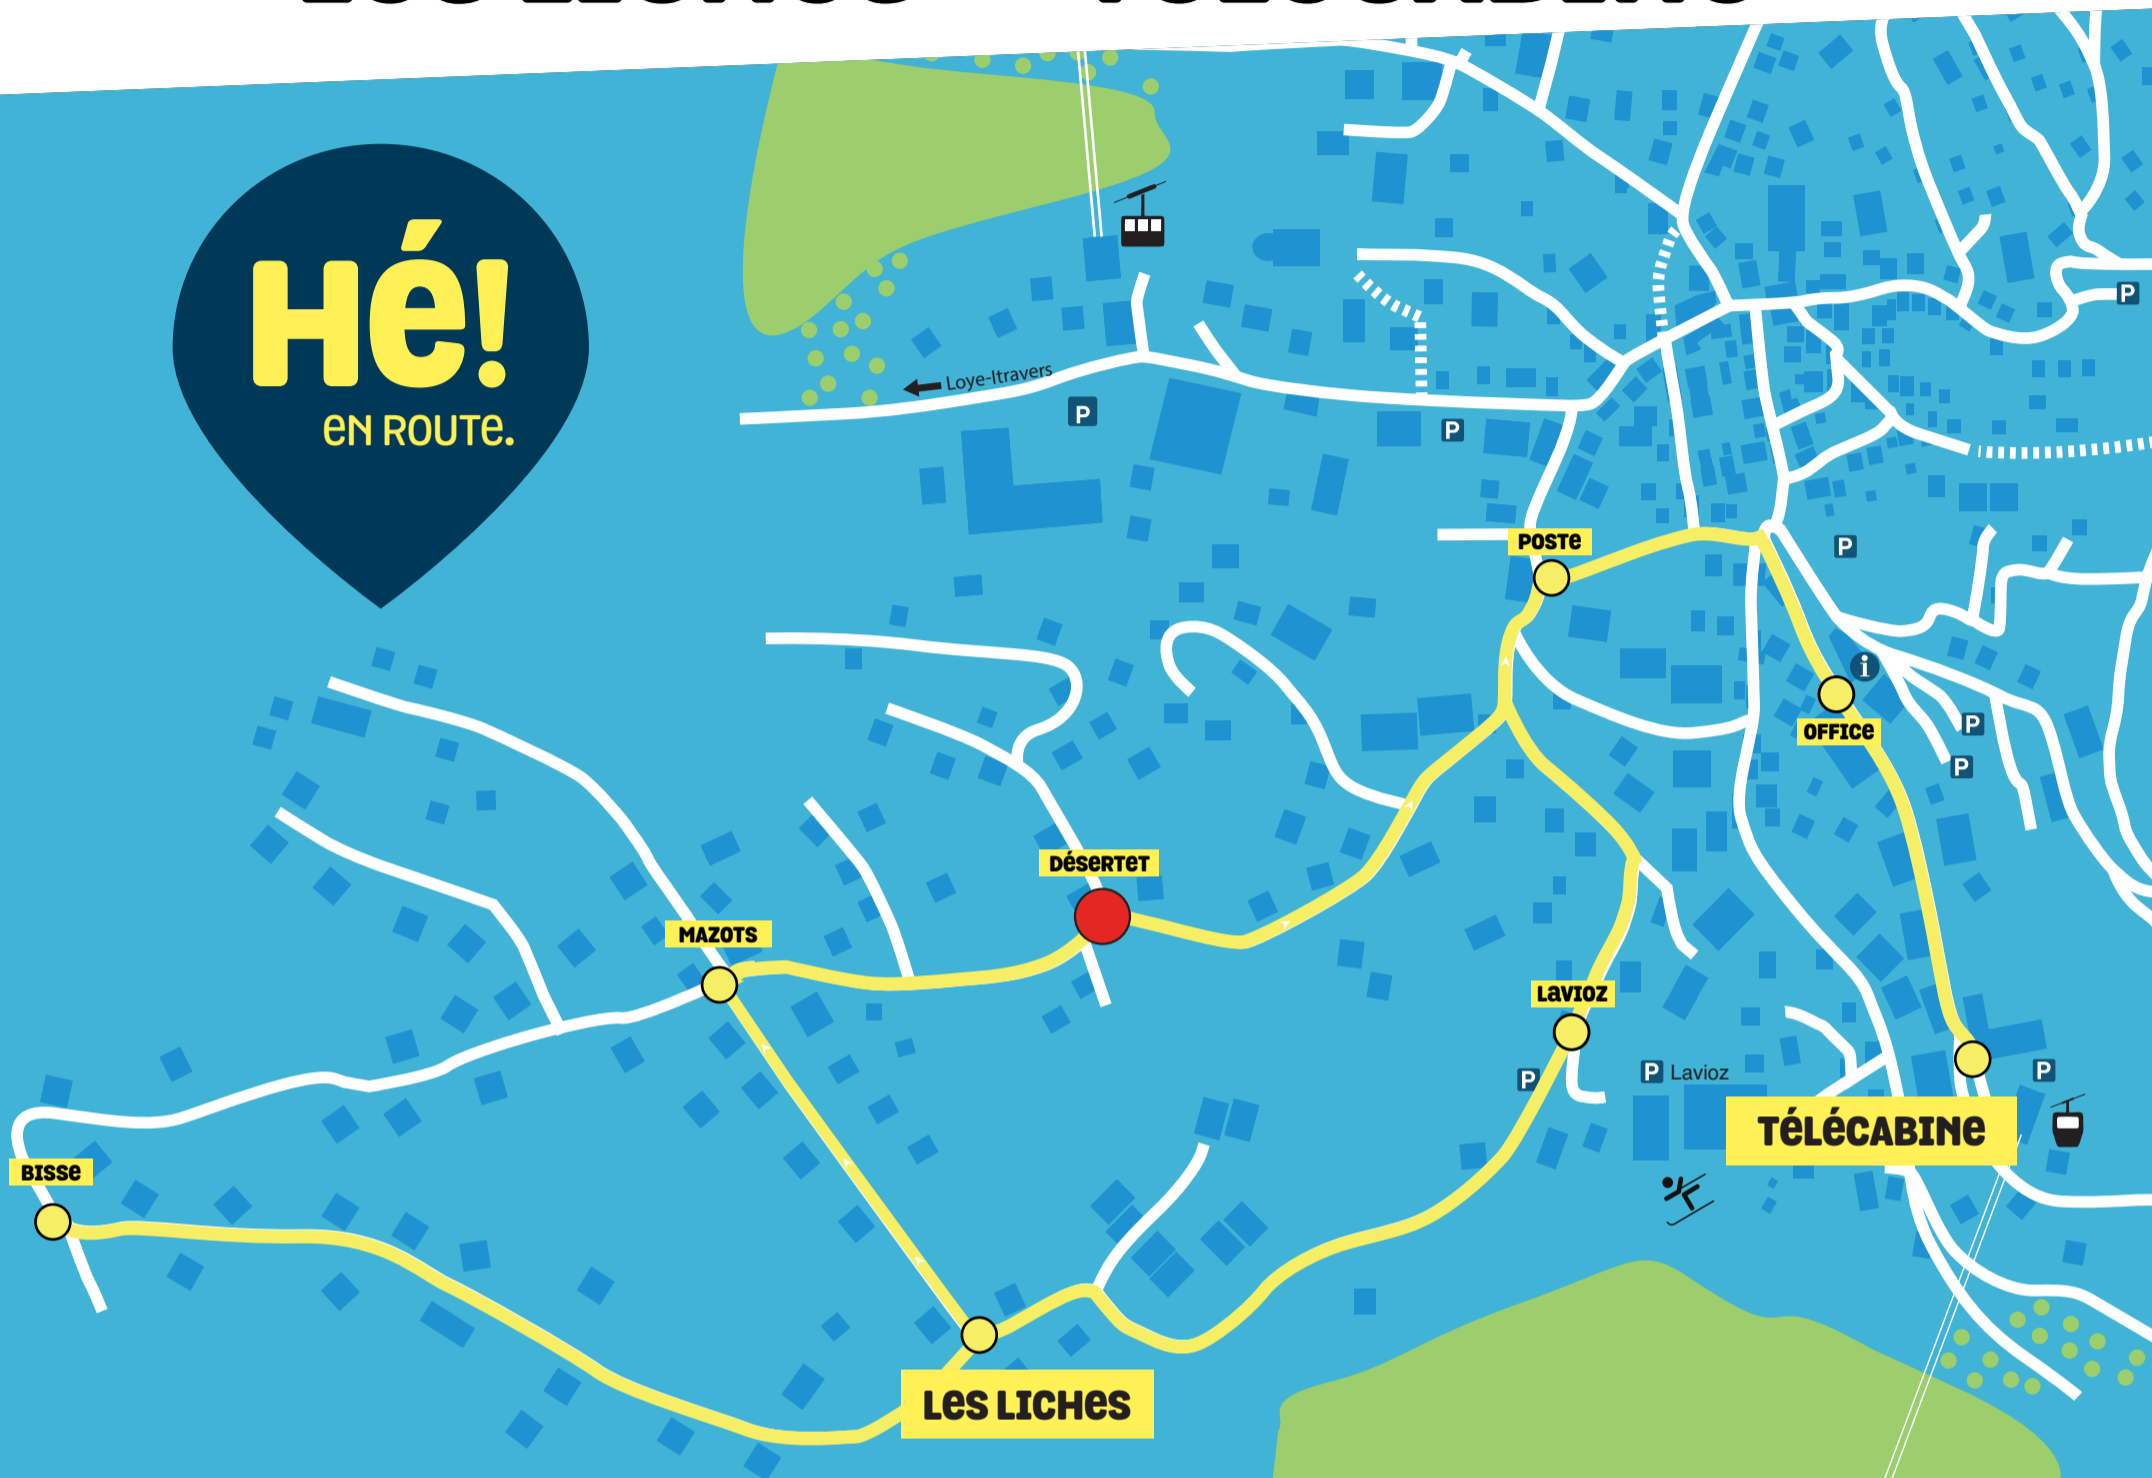 Hé!
en ROUTe.
Loye-Itravers
P
P
P
POSTe
P
i
OFFICe
P
P
DéseRTeT
MAZOTS
LAVIOZ
P
P Lavioz
P
TéLéCABINe
BISSe
Les LICHes